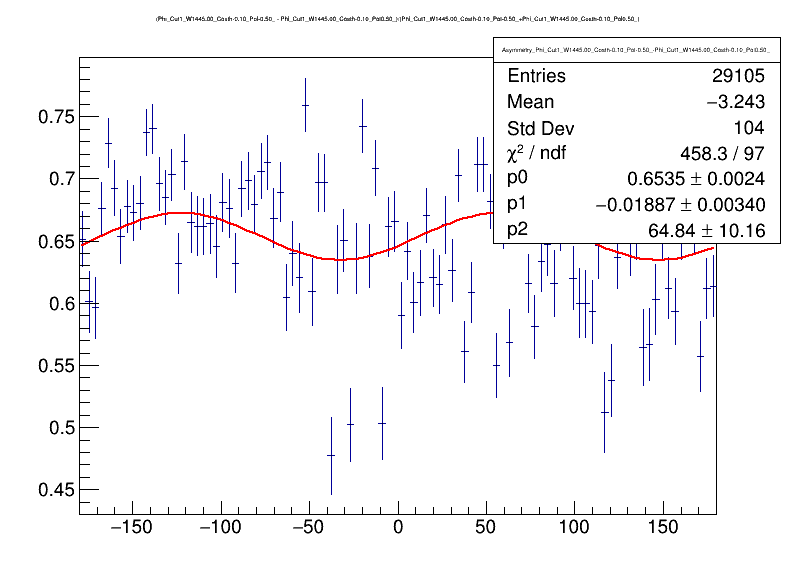 (Phi_Cut1_W1445.00_Costh-0.10_Pol-0.50_ - Phi_Cut1_W1445.00_Costh-0.10_Pol0.50_)/(Phi_Cut1_W1445.00_Costh-0.10_Pol-0.50_+Phi_Cut1_W1445.00_Costh-0.10_Pol0.50_)
Asymmetry_Phi_Cut1_W1445.00_Costh-0.10_Pol-0.50_-Phi_Cut1_W1445.00_Costh-0.10_Pol0.50_
Entries 29105
Mean −3.243
Std Dev 104
χ² / ndf 458.3 / 97
p0 0.6535 ± 0.0024
p1 −0.01887 ± 0.00340
p2 64.84 ± 10.16
0.75
0.7
0.65
0.6
0.55
0.5
0.45
−150 −100 −50 0 50 100 150